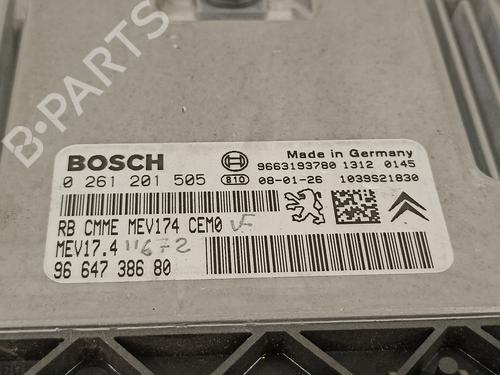 B-PARTS
BOSCH
Made in Germany
9663193780 1312 0145
0 261 201 505 810 08-01-26 1039S21830
RB CMME MEV174 CEM0
MEV17.4 11672
96 647 386 80